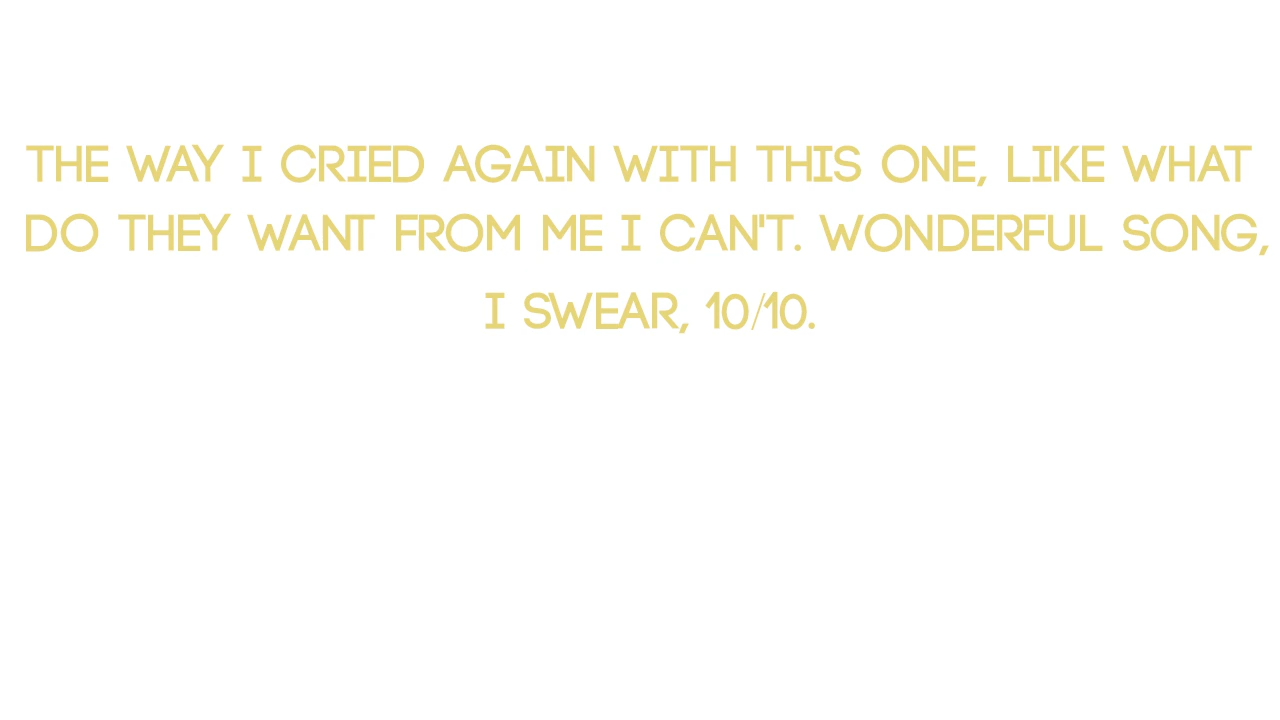 THE WAY I CRIED AGAIN WITH THIS ONE, LIKE WHAT
DO THEY WANT FROM ME I CAN'T. WONDERFUL SONG,
I SWEAR, 10/10.